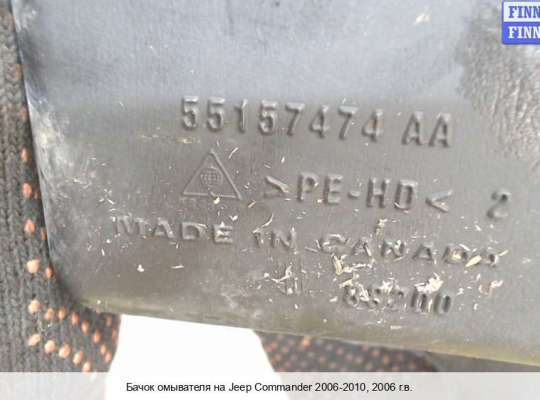 FINN
FINN
55157474 AA
>PE-HD< 2
MADE IN CANADA
Бачок омывателя на Jeep Commander 2006-2010, 2006 г.в.